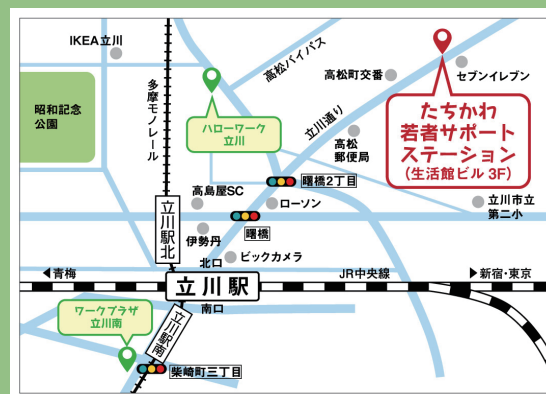 IKEA立川
昭和記念
公園
多摩モノレール
高松バイパス
ハローワーク
立川
高松町交番
セブンイレブン
立川通り
たちかわ
若者サポート
ステーション
(生活館ビル 3F)
高松
郵便局
曙橋2丁目
高島屋SC
ローソン
立川市立
第二小
立川駅北
伊勢丹
曙橋
北口
ビックカメラ
青梅
JR中央線
新宿・東京
立川駅
南口
ワークプラザ
立川南
立川駅南
柴崎町三丁目